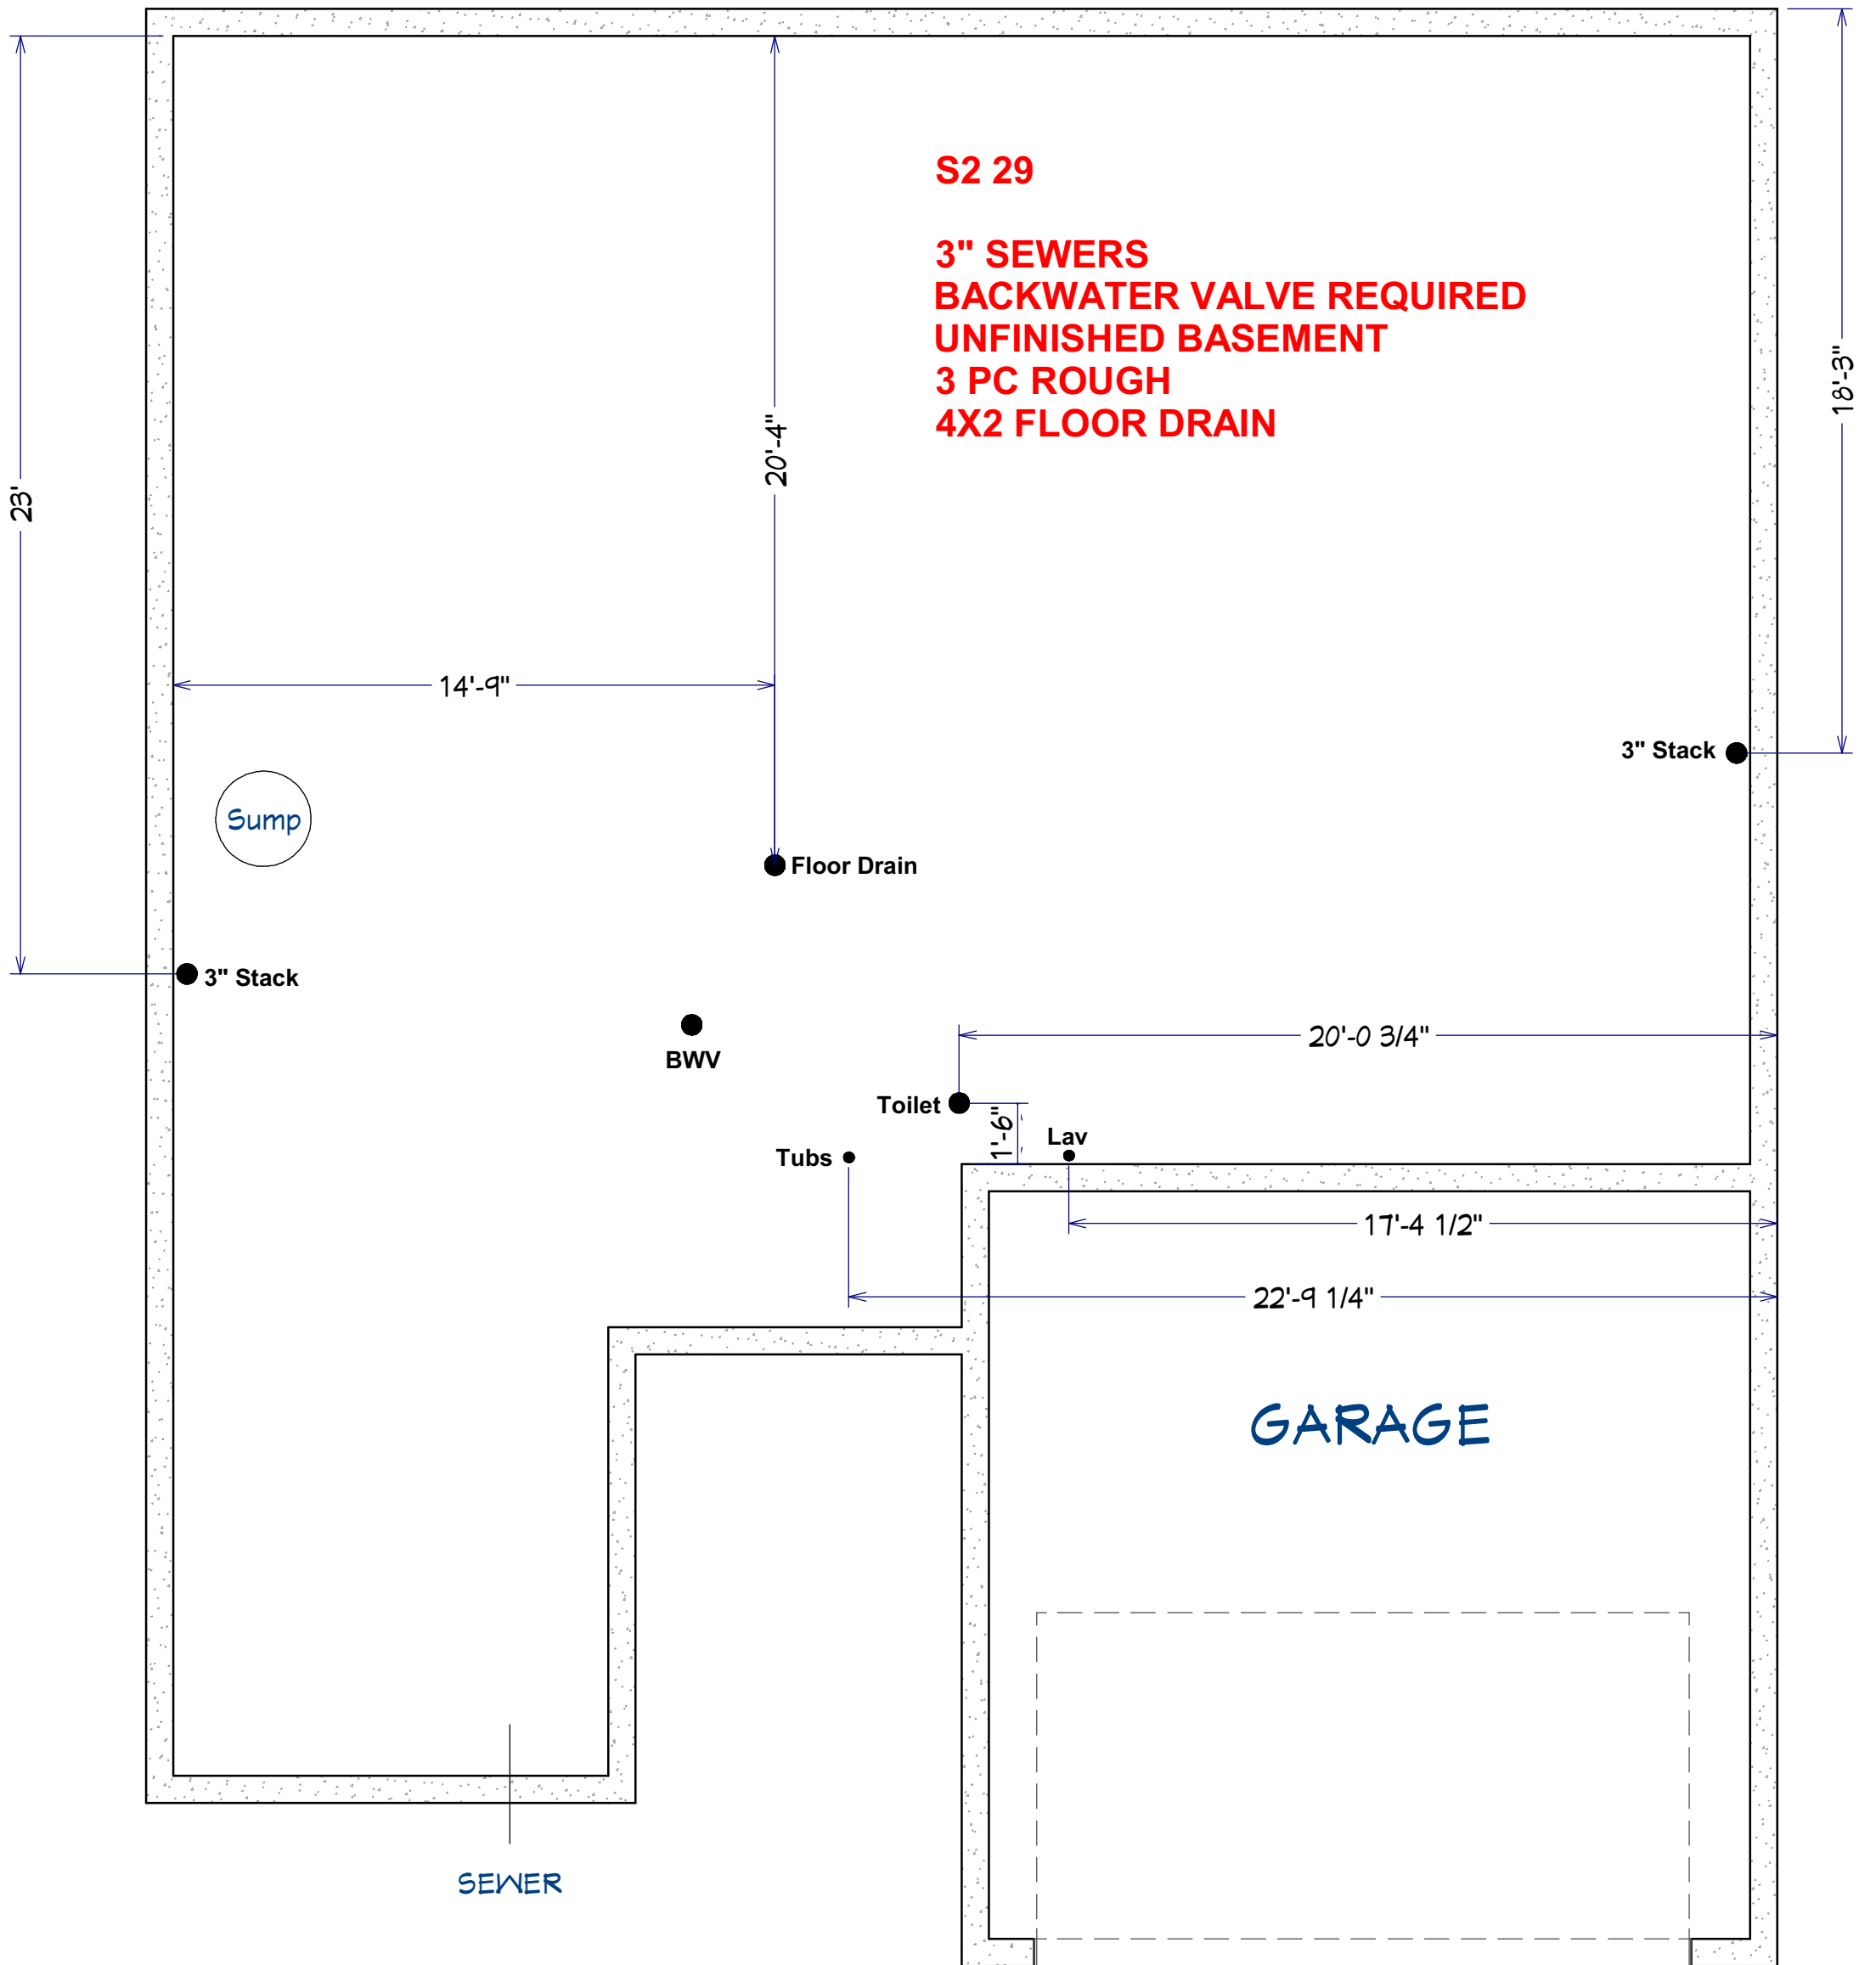 S2 29
3" SEWERS
BACKWATER VALVE REQUIRED
UNFINISHED BASEMENT
3 PC ROUGH
4X2 FLOOR DRAIN
18'-3"
20'-4"
23'
14'-9"
3" Stack
Sump
Floor Drain
3" Stack
BWV
20'-0 3/4"
Toilet
1'-6"
Lav
Tubs
17'-4 1/2"
22'-9 1/4"
GARAGE
SEWER